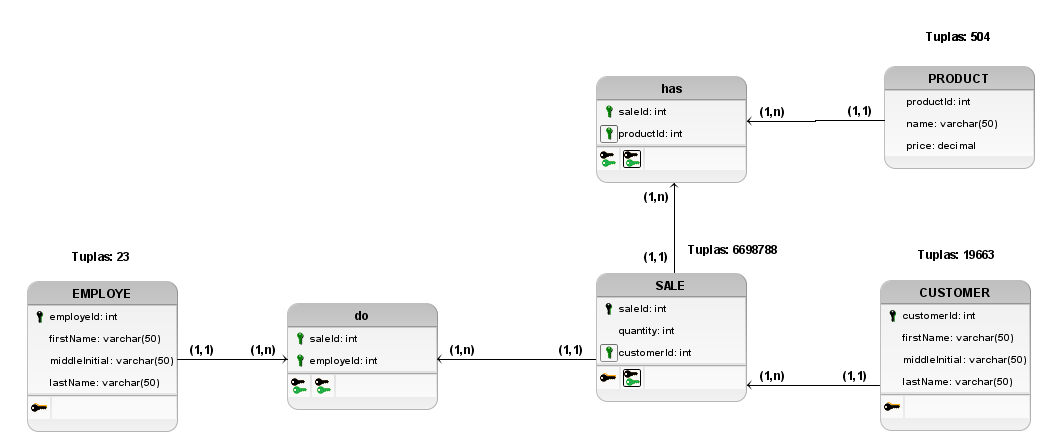 Tuplas: 504
PRODUCT
productId: int
name: varchar(50)
price: decimal
has
saleId: int
productId: int
(1,n)
(1,1)
(1,n)
(1,1)
Tuplas: 6698788
Tuplas: 23
EMPLOYE
employeId: int
firstName: varchar(50)
middleInitial: varchar(50)
lastName: varchar(50)
(1,1)
(1,n)
do
saleId: int
employeId: int
(1,n)
(1,1)
SALE
saleId: int
quantity: int
customerId: int
(1,n)
(1,1)
Tuplas: 19663
CUSTOMER
customerId: int
firstName: varchar(50)
middleInitial: varchar(50)
lastName: varchar(50)